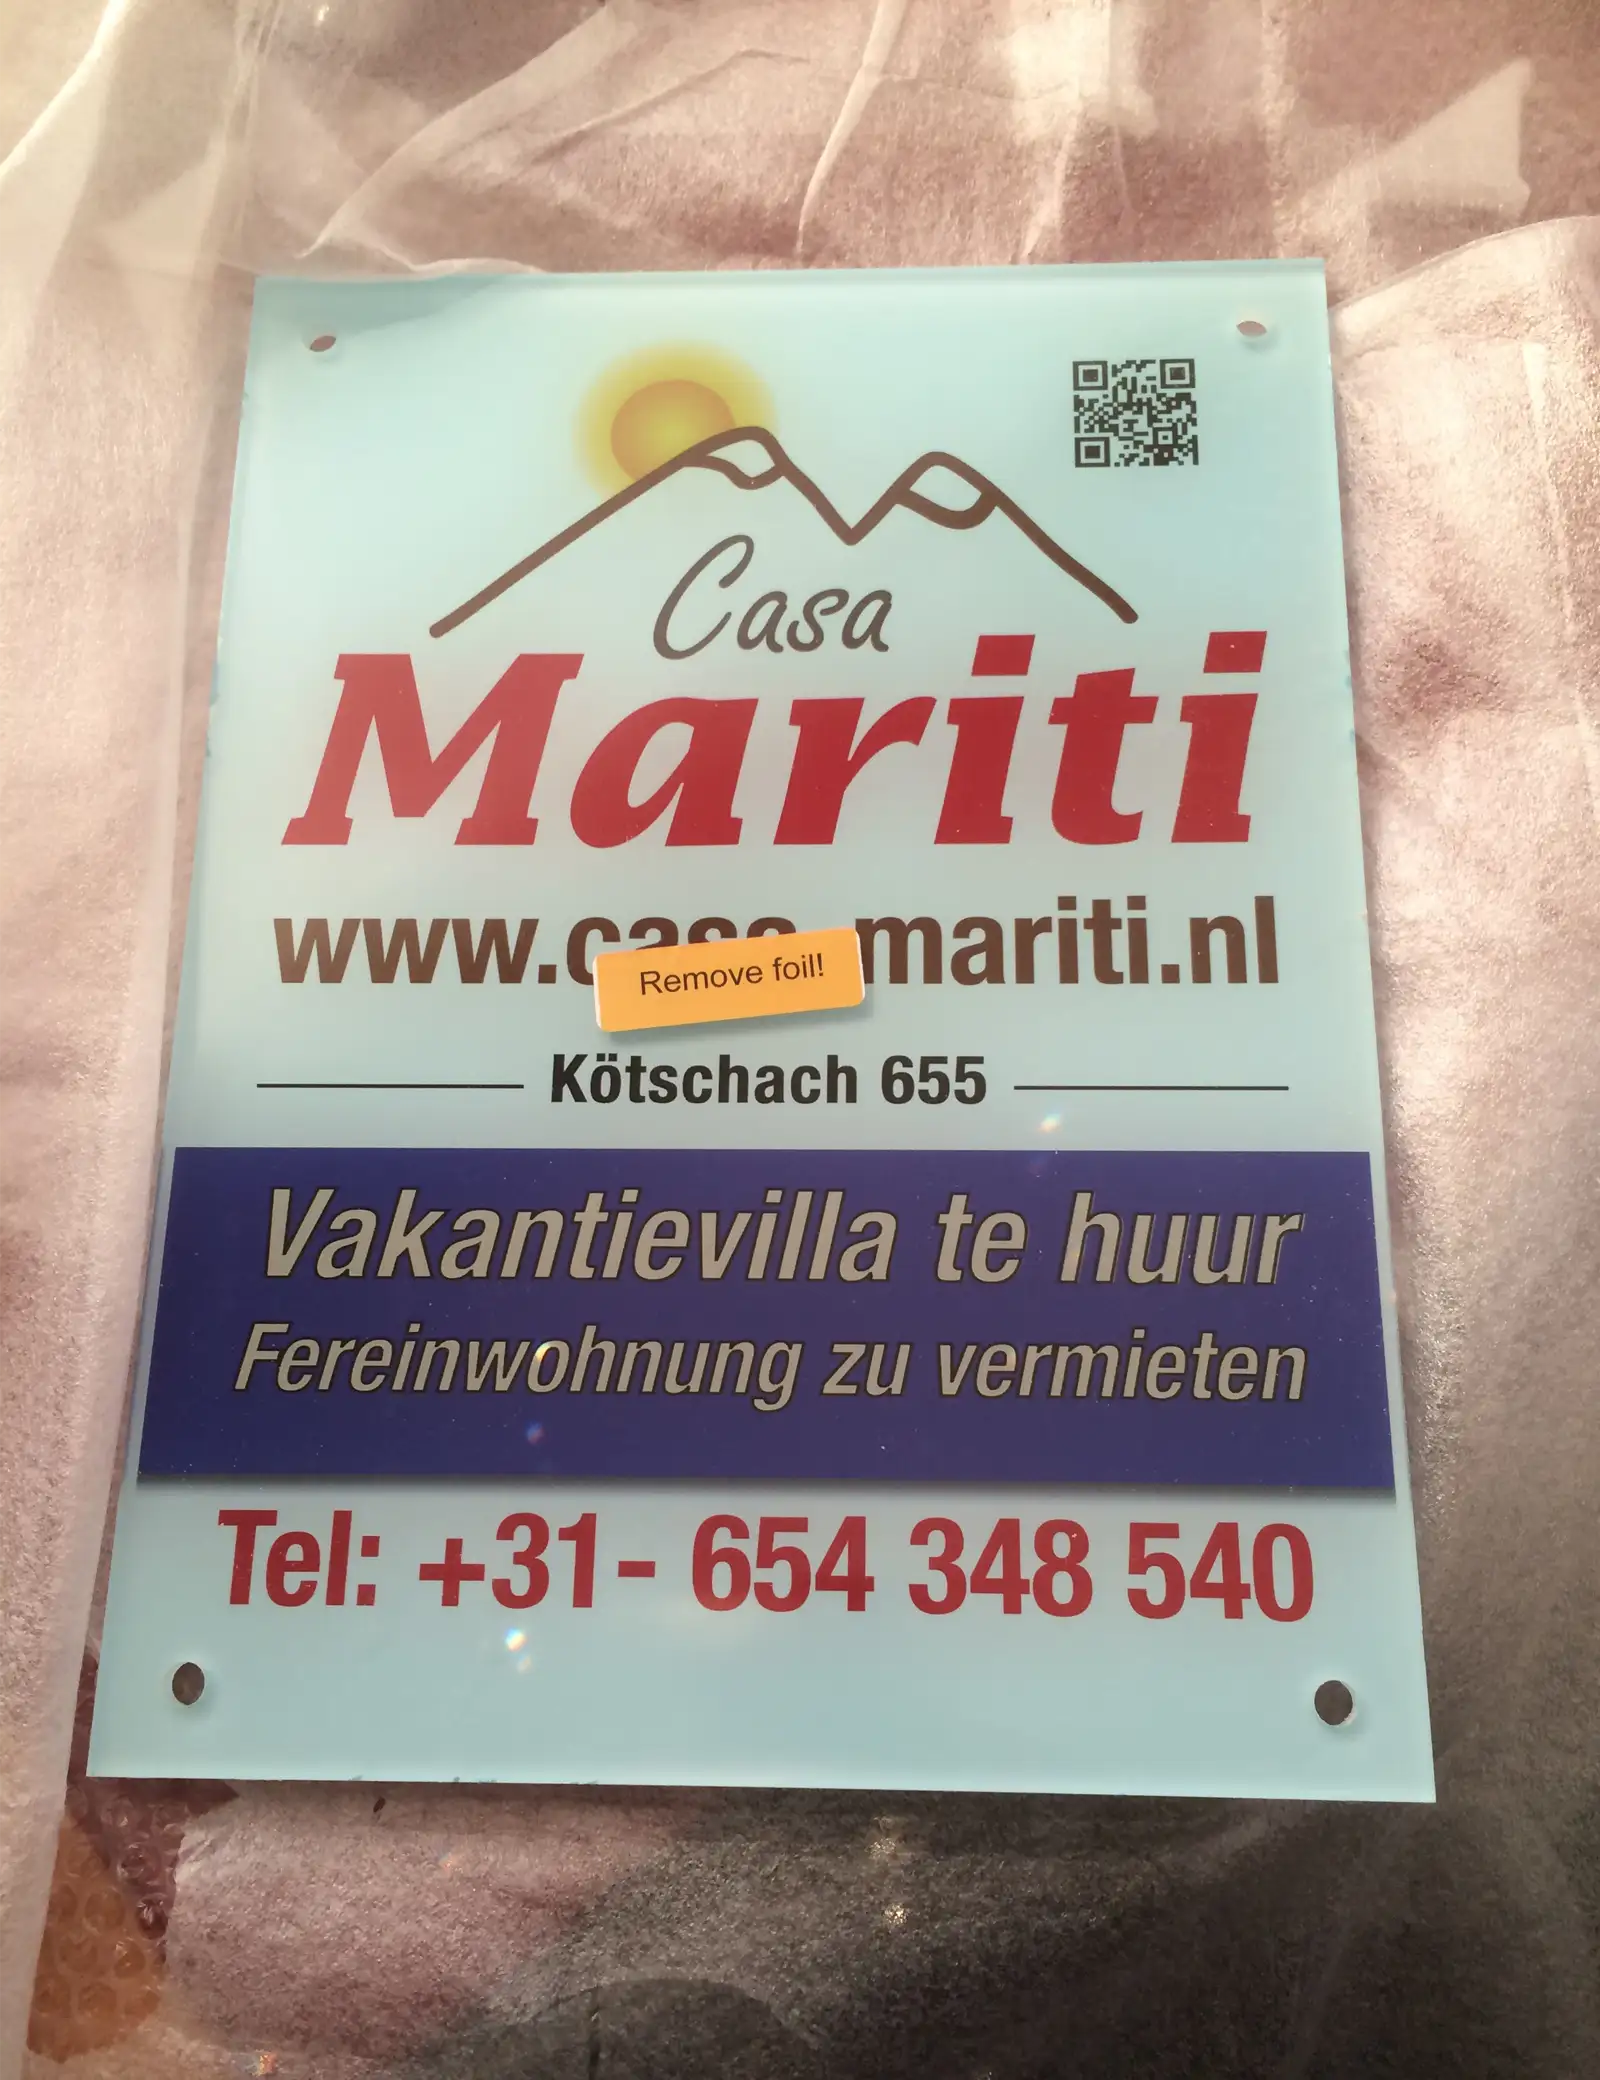 Casa
Mariti
www.casa-mariti.nl
Remove foil!
Kötschach 655
Vakantievilla te huur
Fereinwohnung zu vermieten
Tel: +31- 654 348 540